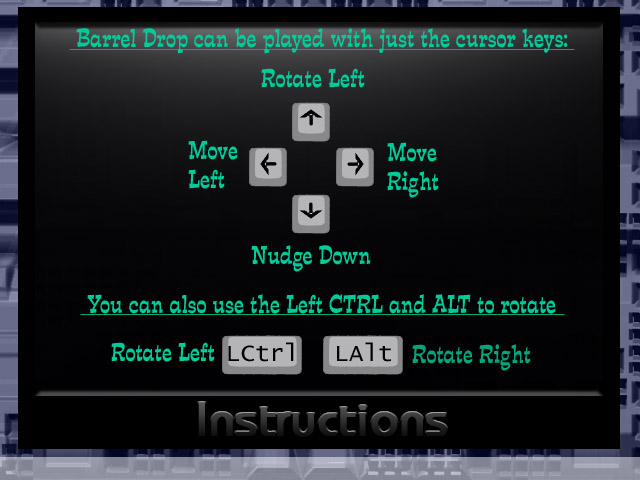 Barrel Drop can be played with just the cursor keys:
Rotate Left
Move
Left
Move
Right
Nudge Down
You can also use the Left CTRL and ALT to rotate
Rotate Left LCtrl LAlt Rotate Right
Instructions